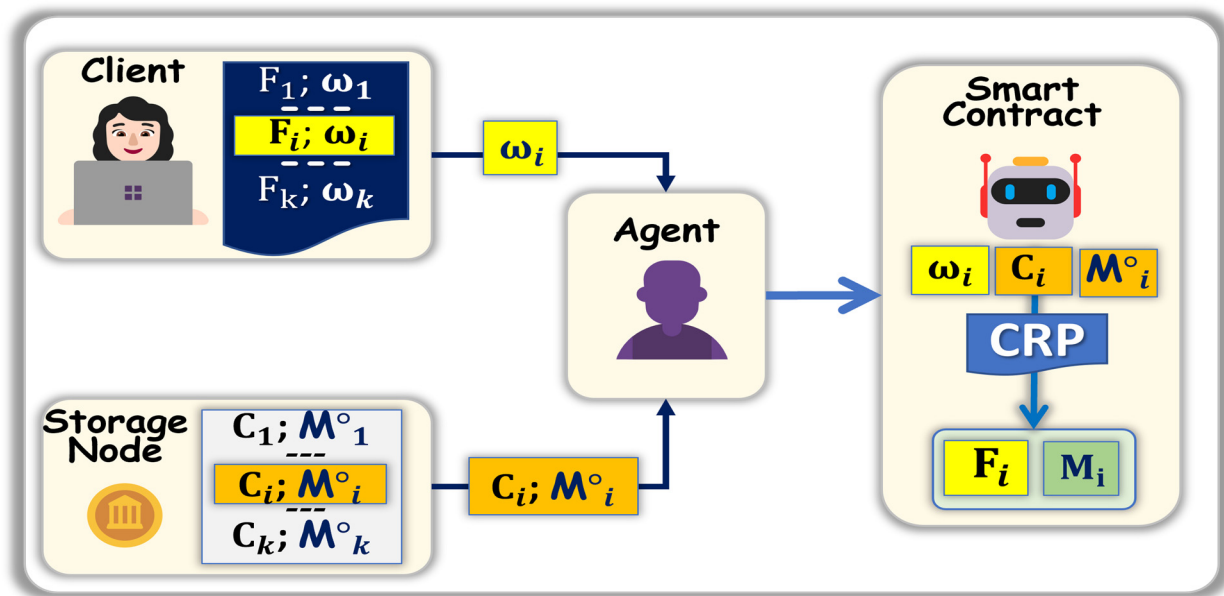 Client
F₁; ω₁
F𝑖; ω𝑖
Fₖ; ωₖ
ω𝑖
Agent
Storage
Node
C₁; M°₁
C𝑖; M°𝑖
Cₖ; M°ₖ
C𝑖; M°𝑖
Smart
Contract
ω𝑖
C𝑖
M°𝑖
CRP
F𝑖
Mᵢ